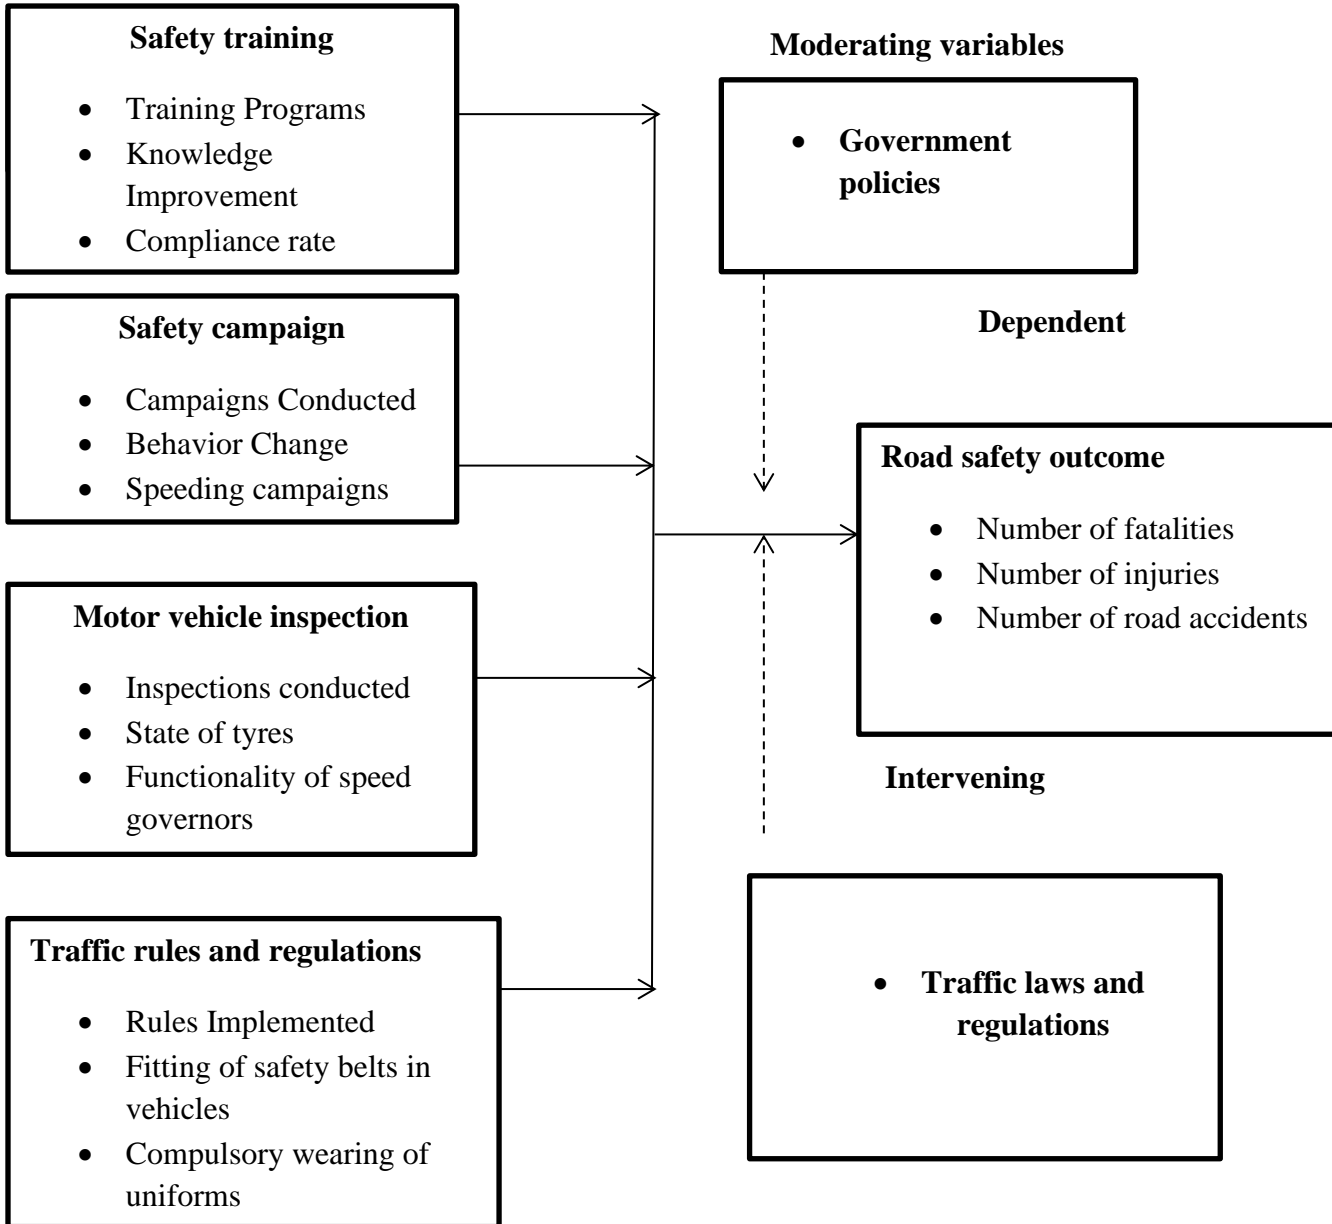 Safety training
• Training Programs
• Knowledge
Improvement
• Compliance rate
Safety campaign
• Campaigns Conducted
• Behavior Change
• Speeding campaigns
Motor vehicle inspection
• Inspections conducted
• State of tyres
• Functionality of speed
governors
Traffic rules and regulations
• Rules Implemented
• Fitting of safety belts in
vehicles
• Compulsory wearing of
uniforms
Moderating variables
• Government
policies
Dependent
Road safety outcome
• Number of fatalities
• Number of injuries
• Number of road accidents
Intervening
• Traffic laws and
regulations